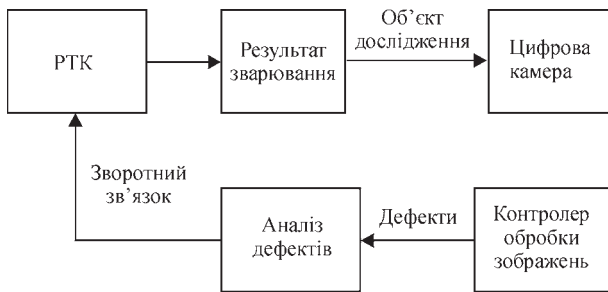 РТК
Результат
зварювання
Об’єкт
дослідження
Цифрова
камера
Зворотний
зв’язок
Аналіз
дефектів
Дефекти
Контролер
обробки
зображень